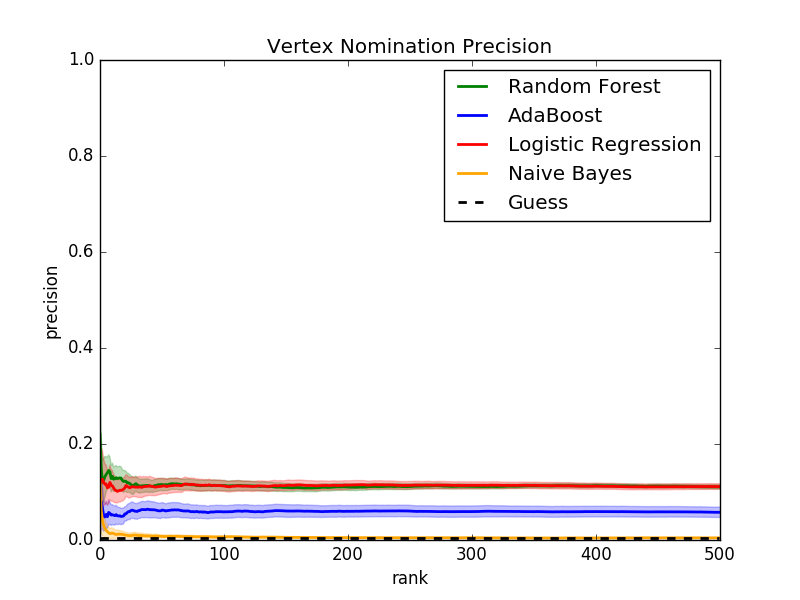 Vertex Nomination Precision
1.0
0.8
0.6
0.4
0.2
0.0
precision
Random Forest
AdaBoost
Logistic Regression
Naive Bayes
Guess
0 100 200 300 400 500
rank